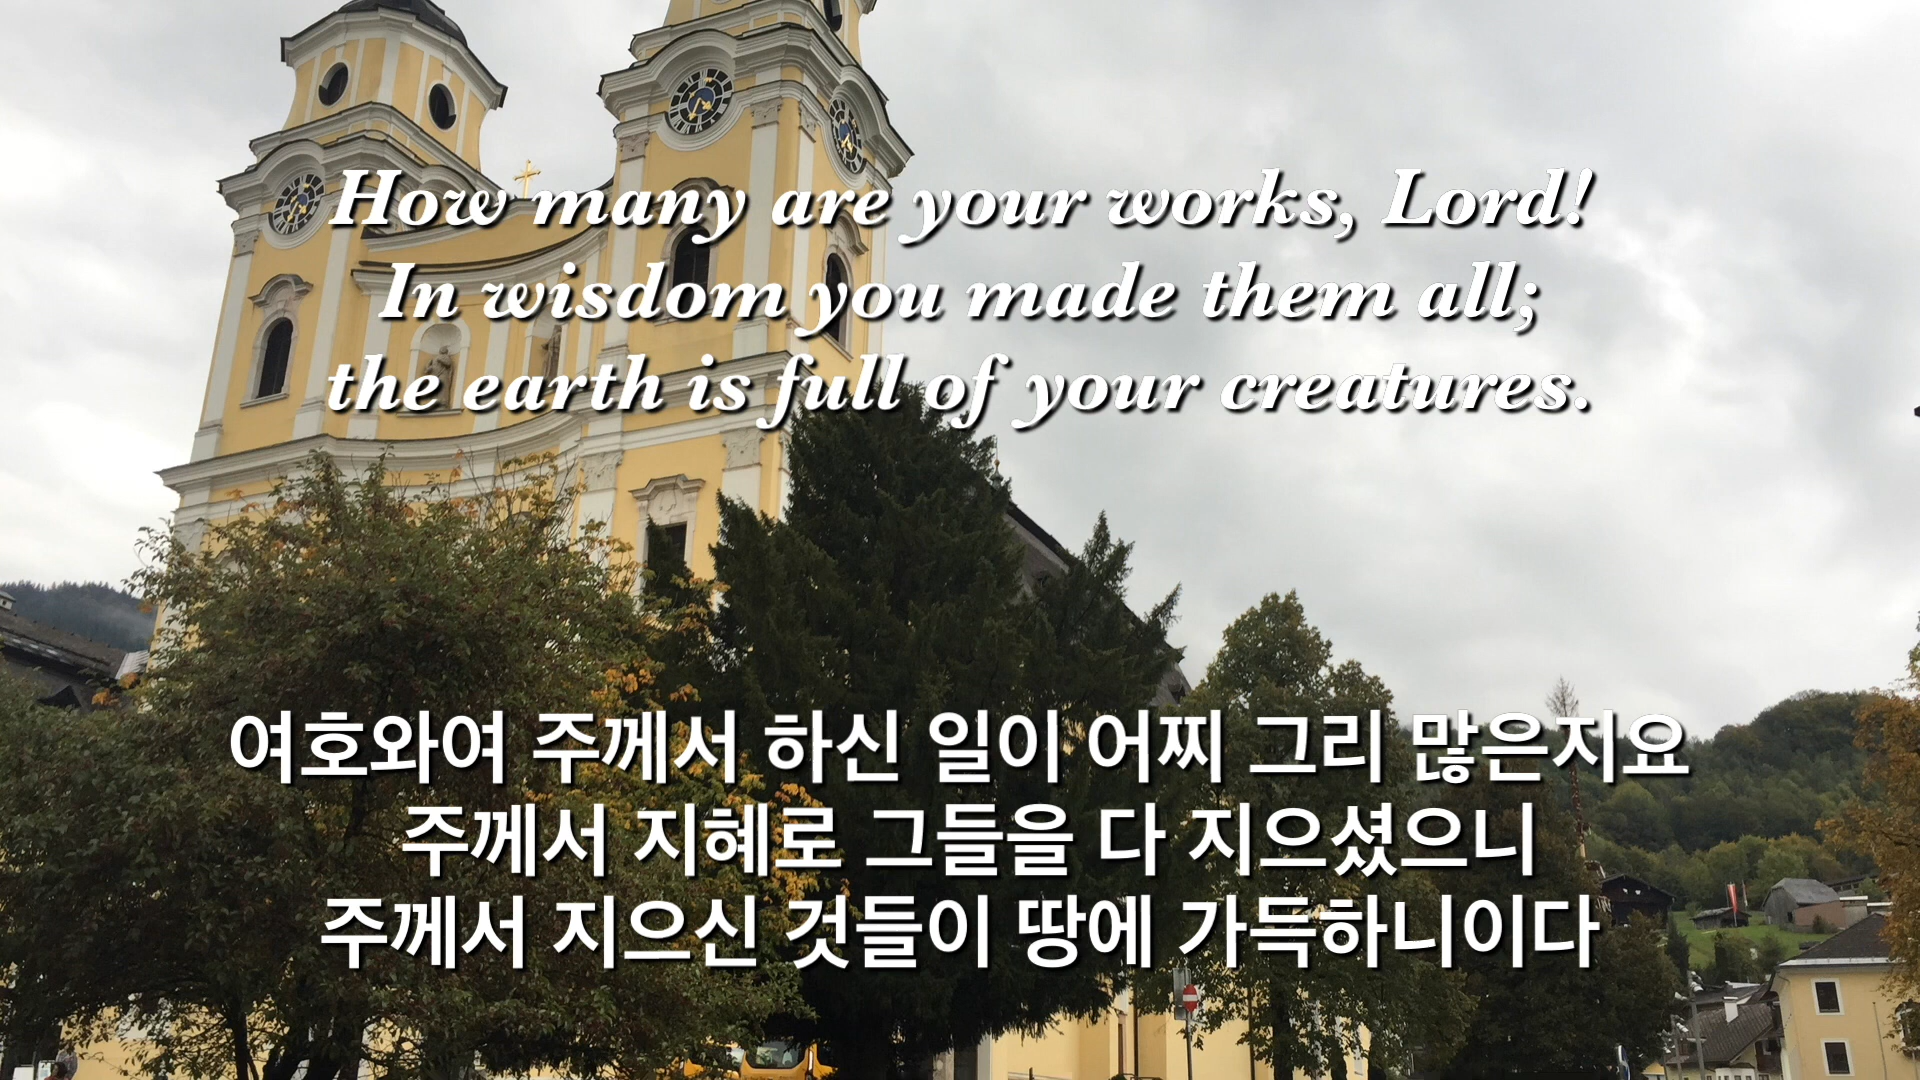 How many are your works, Lord!
In wisdom you made them all;
the earth is full of your creatures.
여호와여 주께서 하신 일이 어찌 그리 많은지요
주께서 지혜로 그들을 다 지으셨으니
주께서 지으신 것들이 땅에 가득하니이다